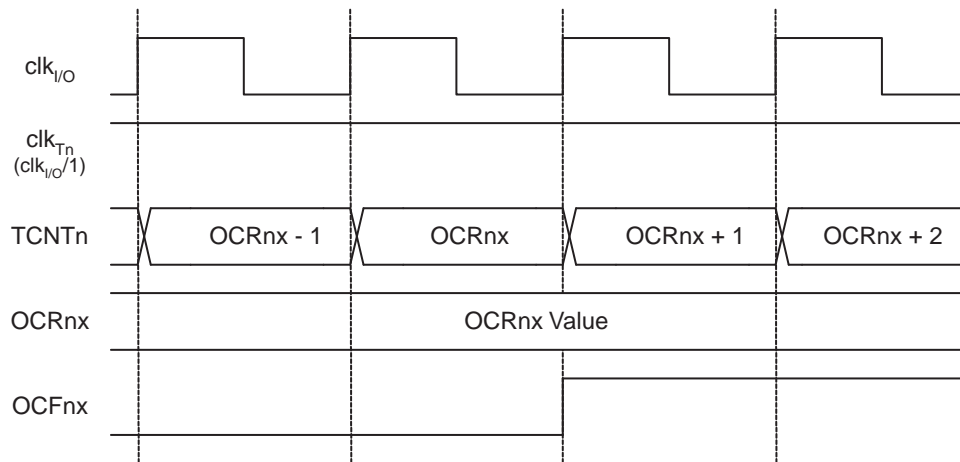 clkI/O
clkTn
(clkI/O/1)
TCNTn
OCRnx - 1
OCRnx
OCRnx + 1
OCRnx + 2
OCRnx
OCRnx Value
OCFnx